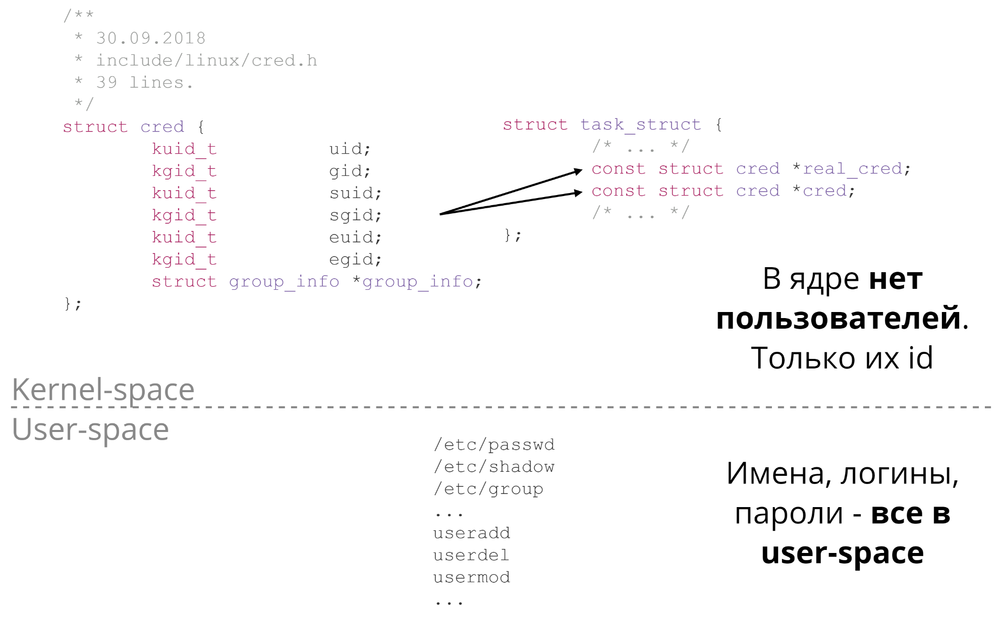 /**
 * 30.09.2018
 * include/linux/cred.h
 * 39 lines.
 */
struct cred {
        kuid_t          uid;
        kgid_t          gid;
        kuid_t          suid;
        kgid_t          sgid;
        kuid_t          euid;
        kgid_t          egid;
        struct group_info *group_info;
};
struct task_struct {
        /* ... */
        const struct cred *real_cred;
        const struct cred *cred;
        /* ... */
};
В ядре нет
пользователей.
Только их id
Kernel-space
User-space
/etc/passwd
/etc/shadow
/etc/group
...
useradd
userdel
usermod
...
Имена, логины,
пароли - все в
user-space